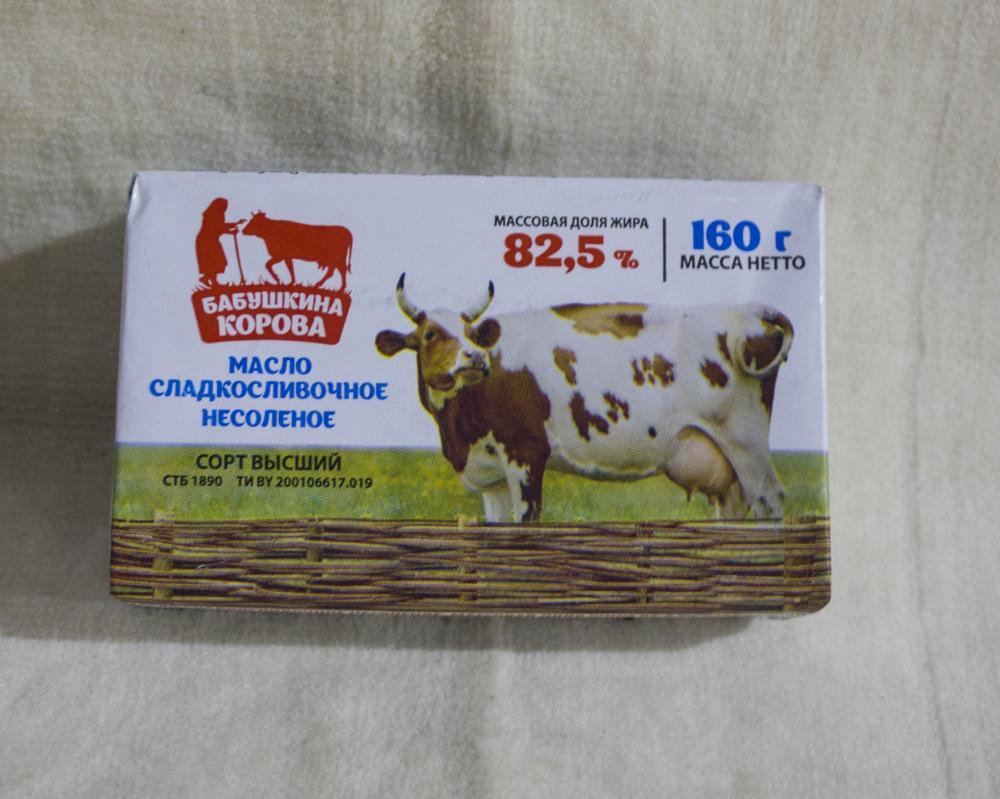 БАБУШКИНА
КОРОВА
МАСЛО
СЛАДКОСЛИВОЧНОЕ
НЕСОЛЕНОЕ
СОРТ ВЫСШИЙ
СТБ 1890 ТИ BY 200106617.019
МАССОВАЯ ДОЛЯ ЖИРА
82,5 %
160 г
МАССА НЕТТО